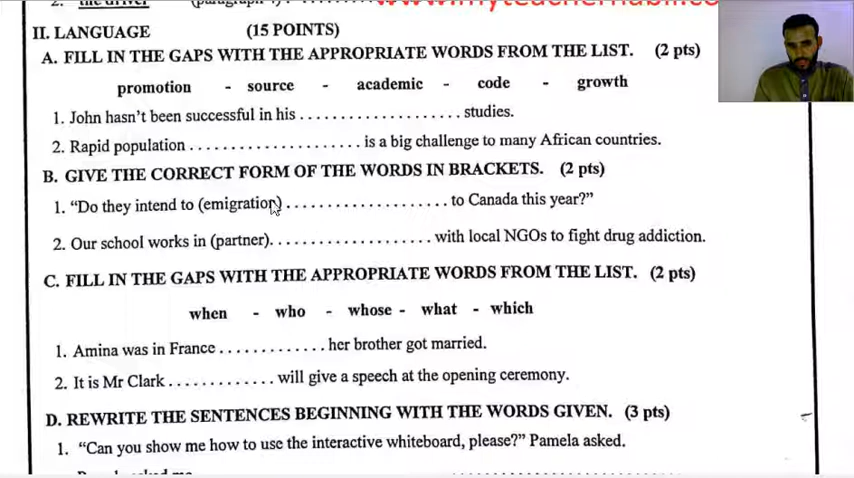 2. the driver (paragraph
II. LANGUAGE (15 POINTS)
A. FILL IN THE GAPS WITH THE APPROPRIATE WORDS FROM THE LIST. (2 pts)
promotion - source - academic - code - growth
1. John hasn't been successful in his . . . . . . . . . . . . . . . . . . . . studies.
2. Rapid population . . . . . . . . . . . . . . . . . . . . . is a big challenge to many African countries.
B. GIVE THE CORRECT FORM OF THE WORDS IN BRACKETS. (2 pts)
1. "Do they intend to (emigration) . . . . . . . . . . . . . . . . . . . . to Canada this year?"
2. Our school works in (partner). . . . . . . . . . . . . . . . . . . . with local NGOs to fight drug addiction.
C. FILL IN THE GAPS WITH THE APPROPRIATE WORDS FROM THE LIST. (2 pts)
when - who - whose - what - which
1. Amina was in France . . . . . . . . . . . . . her brother got married.
2. It is Mr Clark . . . . . . . . . . . . . will give a speech at the opening ceremony.
D. REWRITE THE SENTENCES BEGINNING WITH THE WORDS GIVEN. (3 pts)
1. "Can you show me how to use the interactive whiteboard, please?" Pamela asked.